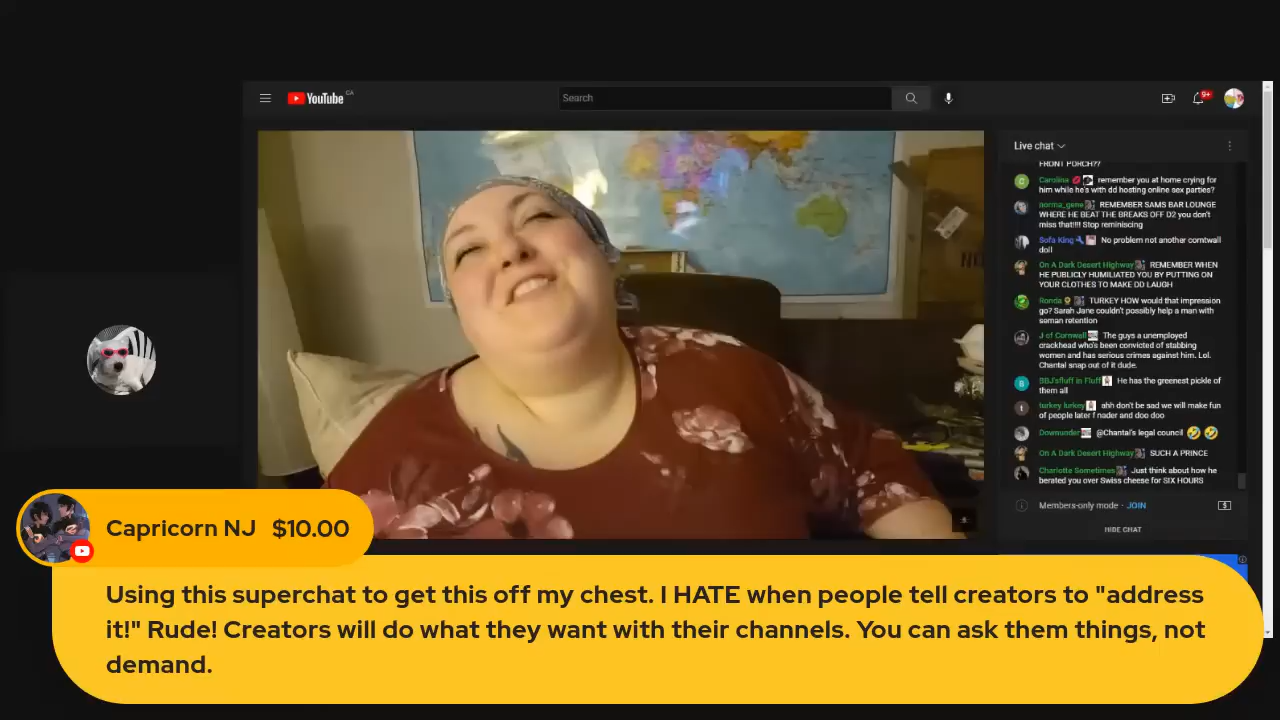 YouTube CA
Search
9+
Live chat
FRONT PORCH??
Carolina remember you at home crying for
him while he's with dd hosting online sex parties?
norma_gene REMEMBER SAMS BAR LOUNGE
WHERE HE BEAT THE BREAKS OFF D2 you don't
miss that!!!! Stop reminiscing
Sofa King No problem not another cornwall
doll
On A Dark Desert Highway REMEMBER WHEN
HE PUBLICLY HUMILIATED YOU BY PUTTING ON
YOUR CLOTHES TO MAKE DD LAUGH
Ronda TURKEY HOW would that impression
go? Sarah Jane couldn't possibly help a man with
seman retention
J of Cornwall The guys a unemployed
crackhead who's been convicted of stabbing
women and has serious crimes against him. Lol.
Chantal snap out of it dude.
BBJ'sfluff in Fluff He has the greenest pickle of
them all
turkey lurkey ahh don't be sad we will make fun
of people later f nader and doo doo
Downunder @Chantal's legal council 🤣 🤣
On A Dark Desert Highway SUCH A PRINCE
Charlotte Sometimes Just think about how he
berated you over Swiss cheese for SIX HOURS
Members-only mode - JOIN
HIDE CHAT
Capricorn NJ $10.00
Using this superchat to get this off my chest. I HATE when people tell creators to "address
it!" Rude! Creators will do what they want with their channels. You can ask them things, not
demand.